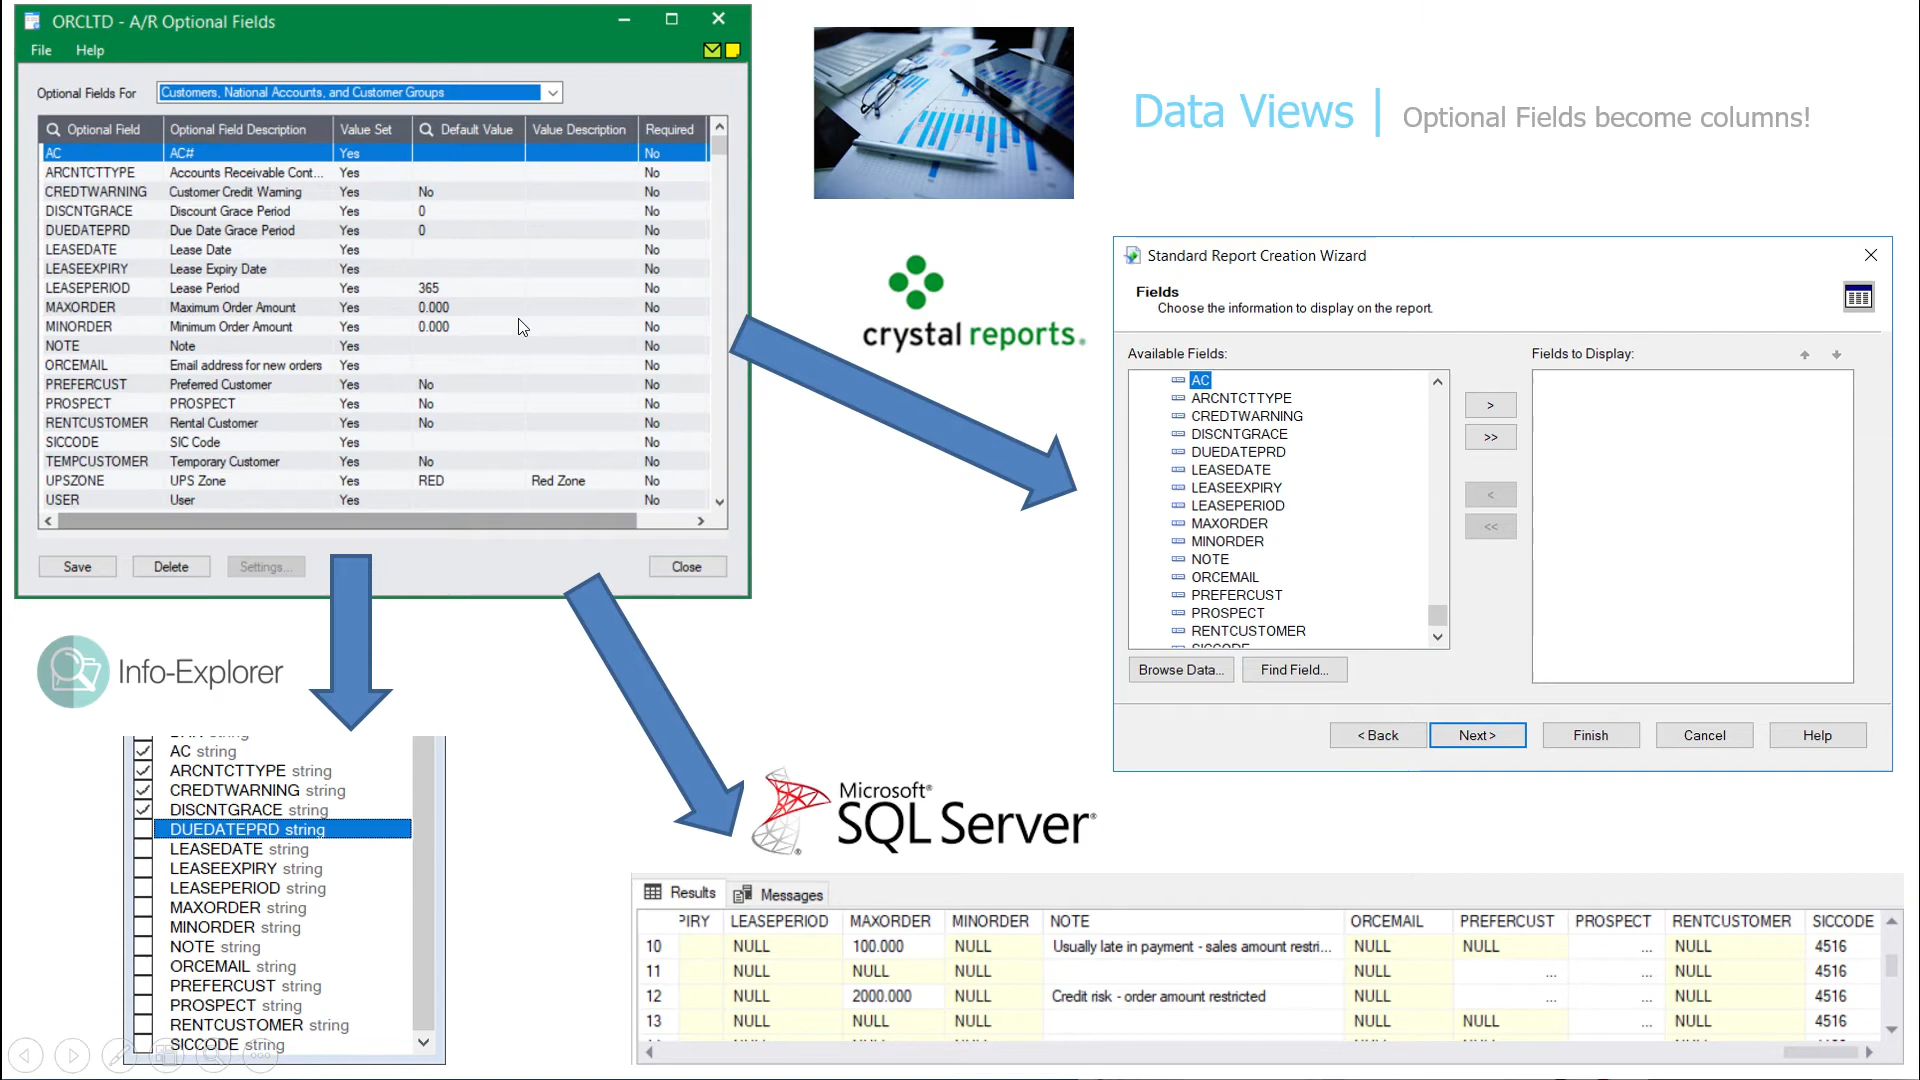 ORCLTD - A/R Optional Fields
File Help
Optional Fields For Customers, National Accounts, and Customer Groups
Optional Field Optional Field Description Value Set Default Value Value Description Required
AC AC# Yes No
ARCNTCTTYPE Accounts Receivable Cont... Yes No
CREDTWARNING Customer Credit Warning Yes No No
DISCNTGRACE Discount Grace Period Yes 0 No
DUEDATEPRD Due Date Grace Period Yes 0 No
LEASEDATE Lease Date Yes No
LEASEEXPIRY Lease Expiry Date Yes No
LEASEPERIOD Lease Period Yes 365 No
MAXORDER Maximum Order Amount Yes 0.000 No
MINORDER Minimum Order Amount Yes 0.000 No
NOTE Note Yes No
ORCEMAIL Email address for new orders Yes No
PREFERCUST Preferred Customer Yes No No
PROSPECT PROSPECT Yes No No
RENTCUSTOMER Rental Customer Yes No No
SICCODE SIC Code Yes No
TEMPCUSTOMER Temporary Customer Yes No No
UPSZONE UPS Zone Yes RED Red Zone No
USER User Yes No
Save Delete Settings... Close
Data Views | Optional Fields become columns!
crystal reports®
Standard Report Creation Wizard
Fields
Choose the information to display on the report.
Available Fields: Fields to Display:
AC
ARCNTCTTYPE
CREDTWARNING
DISCNTGRACE
DUEDATEPRD
LEASEDATE
LEASEEXPIRY
LEASEPERIOD
MAXORDER
MINORDER
NOTE
ORCEMAIL
PREFERCUST
PROSPECT
RENTCUSTOMER
SICCODE
>
>>
<
<<
Browse Data... Find Field...
< Back Next > Finish Cancel Help
Info-Explorer
AC string
ARCNTCTTYPE string
CREDTWARNING string
DISCNTGRACE string
DUEDATEPRD string
LEASEDATE string
LEASEEXPIRY string
LEASEPERIOD string
MAXORDER string
MINORDER string
NOTE string
ORCEMAIL string
PREFERCUST string
PROSPECT string
RENTCUSTOMER string
SICCODE string
Microsoft®
SQL Server®
Results Messages
PIRY LEASEPERIOD MAXORDER MINORDER NOTE ORCEMAIL PREFERCUST PROSPECT RENTCUSTOMER SICCODE
10 NULL 100.000 NULL Usually late in payment - sales amount restri... NULL NULL ... NULL 4516
11 NULL NULL NULL NULL ... ... NULL 4516
12 NULL 2000.000 NULL Credit risk - order amount restricted NULL ... ... NULL 4516
13 NULL NULL NULL NULL NULL ... NULL 4516